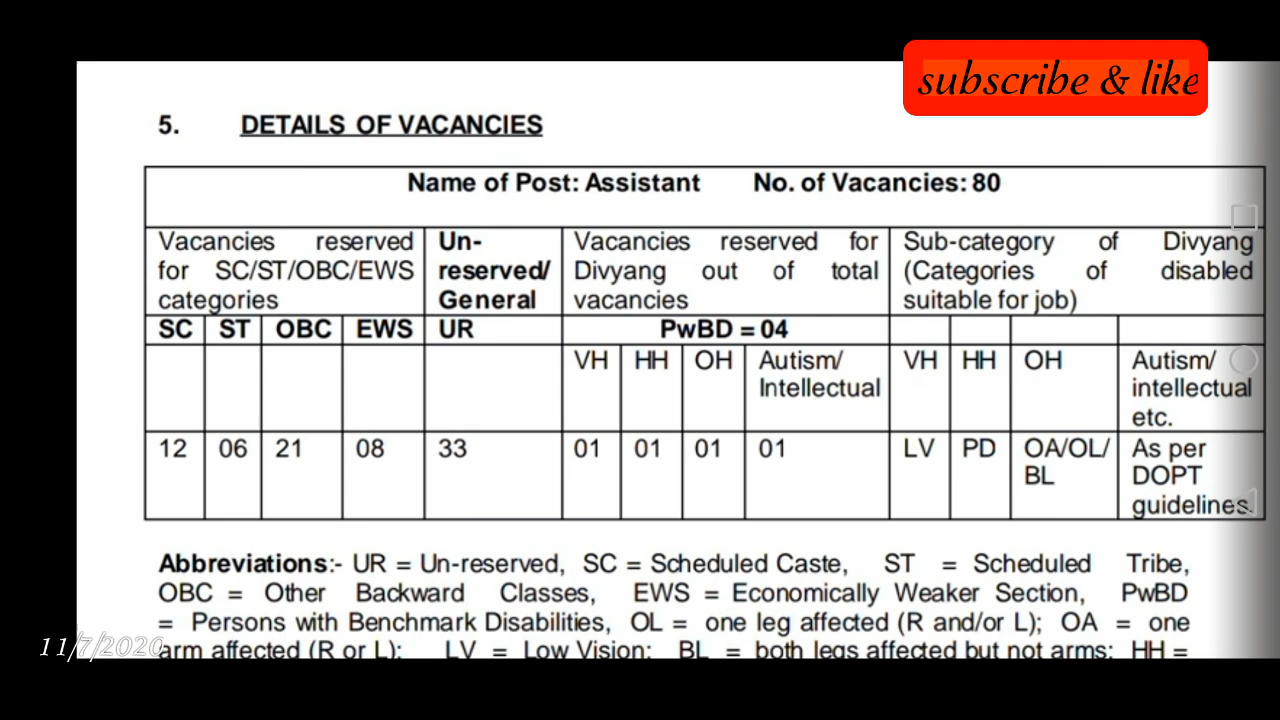 subscribe & like
5. DETAILS OF VACANCIES
Name of Post: Assistant No. of Vacancies: 80
Vacancies reserved for SC/ST/OBC/EWS categories
Un-reserved/ General
Vacancies reserved for Divyang out of total vacancies
Sub-category of Divyang (Categories of disabled suitable for job)
SC ST OBC EWS UR PwBD = 04
VH HH OH Autism/ Intellectual VH HH OH Autism/ intellectual etc.
12 06 21 08 33 01 01 01 01 LV PD OA/OL/ BL As per DOPT guidelines.
Abbreviations:- UR = Un-reserved, SC = Scheduled Caste, ST = Scheduled Tribe,
OBC = Other Backward Classes, EWS = Economically Weaker Section, PwBD
= Persons with Benchmark Disabilities, OL = one leg affected (R and/or L); OA = one
arm affected (R or L); LV = Low Vision; BL = both legs affected but not arms; HH =
11/7/2020